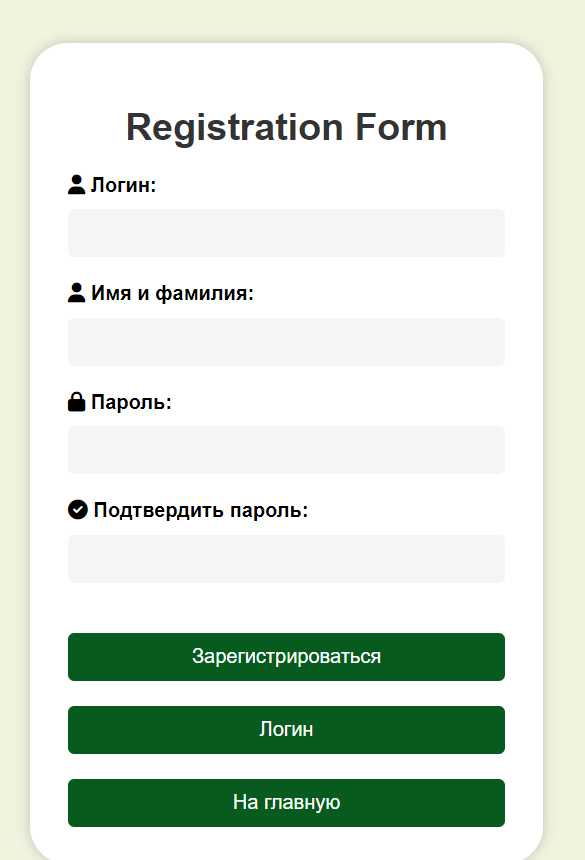 Registration Form
Логин:
Имя и фамилия:
Пароль:
Подтвердить пароль:
Зарегистрироваться
Логин
На главную